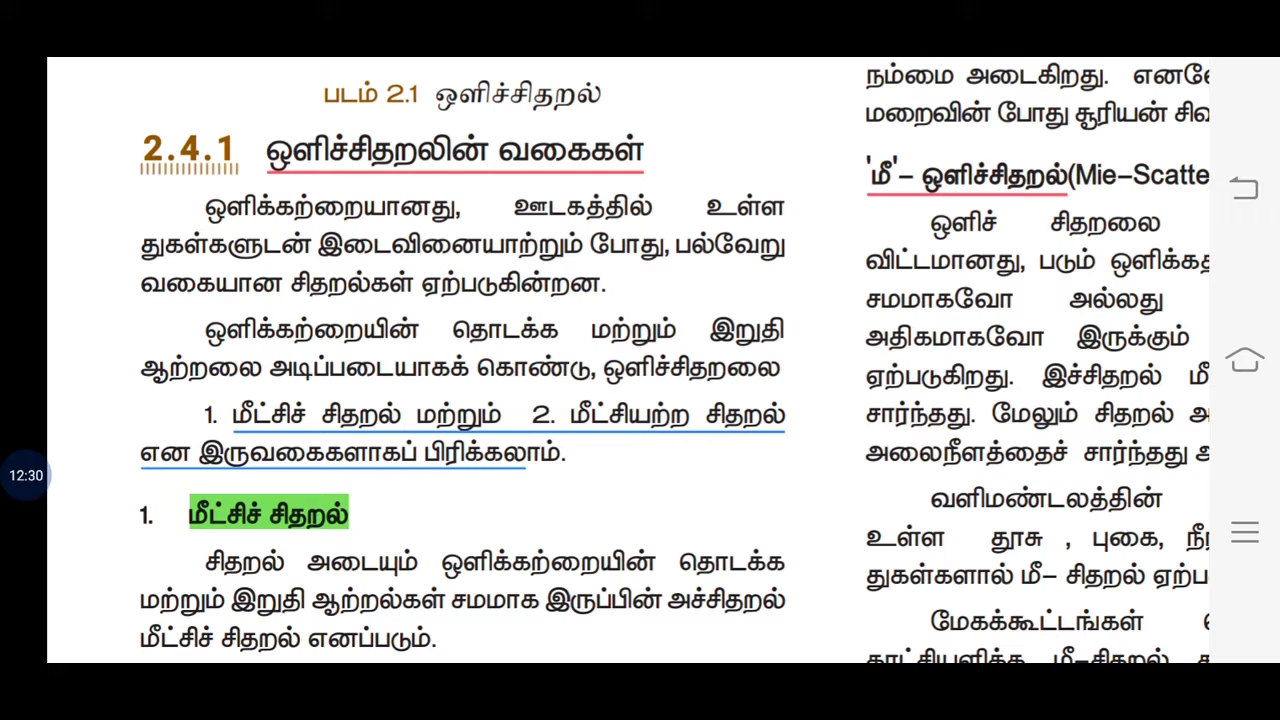 படம் 2.1 ஒளிச்சிதறல்
2.4.1 ஒளிச்சிதறலின் வகைகள்
ஒளிக்கற்றையானது, ஊடகத்தில் உள்ள
துகள்களுடன் இடைவினையாற்றும் போது, பல்வேறு
வகையான சிதறல்கள் ஏற்படுகின்றன.
ஒளிக்கற்றையின் தொடக்க மற்றும் இறுதி
ஆற்றலை அடிப்படையாகக் கொண்டு, ஒளிச்சிதறலை
1. மீட்சிச் சிதறல் மற்றும் 2. மீட்சியற்ற சிதறல்
என இருவகைகளாகப் பிரிக்கலாம்.
1. மீட்சிச் சிதறல்
சிதறல் அடையும் ஒளிக்கற்றையின் தொடக்க
மற்றும் இறுதி ஆற்றல்கள் சமமாக இருப்பின் அச்சிதறல்
மீட்சிச் சிதறல் எனப்படும்.
நம்மை அடைகிறது.
மறைவின் போது சூரியன்
'மீ'- ஒளிச்சிதறல்(Mie-Scatte
ஒளிச் சிதறலை
விட்டமானது, படும்
சமமாகவோ அல்லது
அதிகமாகவோ இருக்கும்
ஏற்படுகிறது. இச்சிதறல்
சார்ந்தது. மேலும் சிதறல்
அலைநீளத்தைச் சார்ந்தது
வளிமண்டலத்தின்
உள்ள தூசு , புகை,
துகள்களால் மீ- சிதறல்
மேகக்கூட்டங்கள்
காட்சியளிக்க மீ-சிதறல்
12:30